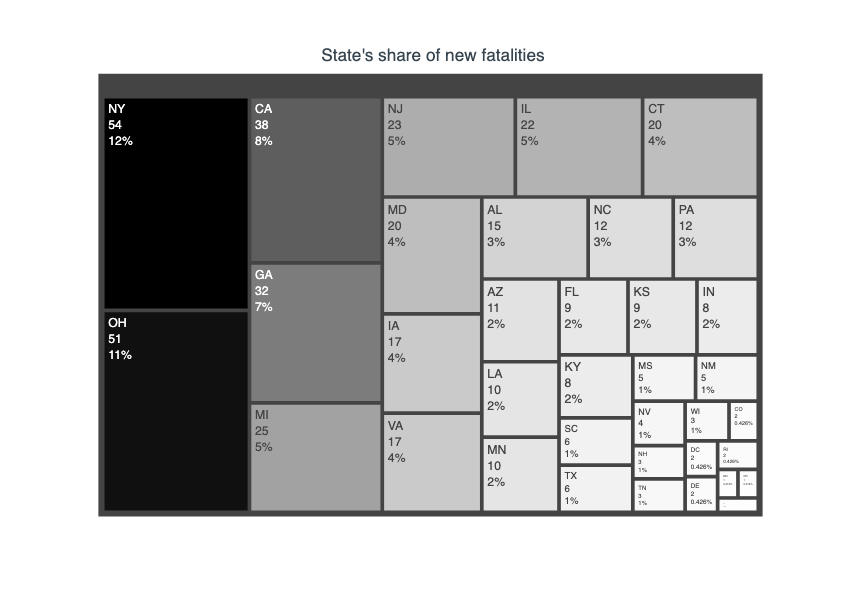 State's share of new fatalities
NY
54
12%
OH
51
11%
CA
38
8%
GA
32
7%
MI
25
5%
NJ
23
5%
IL
22
5%
CT
20
4%
MD
20
4%
IA
17
4%
VA
17
4%
AL
15
3%
NC
12
3%
PA
12
3%
AZ
11
2%
LA
10
2%
MN
10
2%
FL
9
2%
KS
9
2%
IN
8
2%
KY
8
2%
SC
6
1%
TX
6
1%
MS
5
1%
NM
5
1%
NV
4
1%
NH
3
1%
TN
3
1%
WI
3
1%
CO
2
0.426%
DC
2
0.426%
DE
2
0.426%
RI
2
0.426%